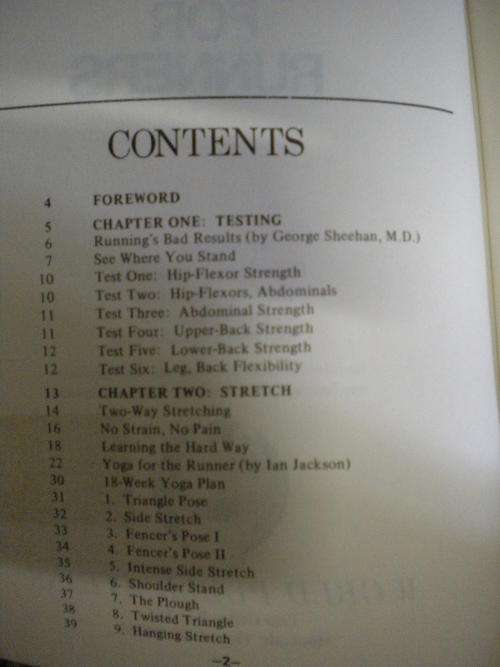 FOR
RUNNERS
CONTENTS
4 FOREWORD
5 CHAPTER ONE: TESTING
6 Running's Bad Results (by George Sheehan, M.D.)
7 See Where You Stand
10 Test One: Hip-Flexor Strength
10 Test Two: Hip-Flexors, Abdominals
11 Test Three: Abdominal Strength
11 Test Four: Upper-Back Strength
12 Test Five: Lower-Back Strength
12 Test Six: Leg, Back Flexibility
13 CHAPTER TWO: STRETCH
14 Two-Way Stretching
16 No Strain, No Pain
18 Learning the Hard Way
22 Yoga for the Runner (by Ian Jackson)
30 18-Week Yoga Plan
31 1. Triangle Pose
32 2. Side Stretch
33 3. Fencer's Pose I
34 4. Fencer's Pose II
35 5. Intense Side Stretch
36 6. Shoulder Stand
37 7. The Plough
38 8. Twisted Triangle
39 9. Hanging Stretch
–2–